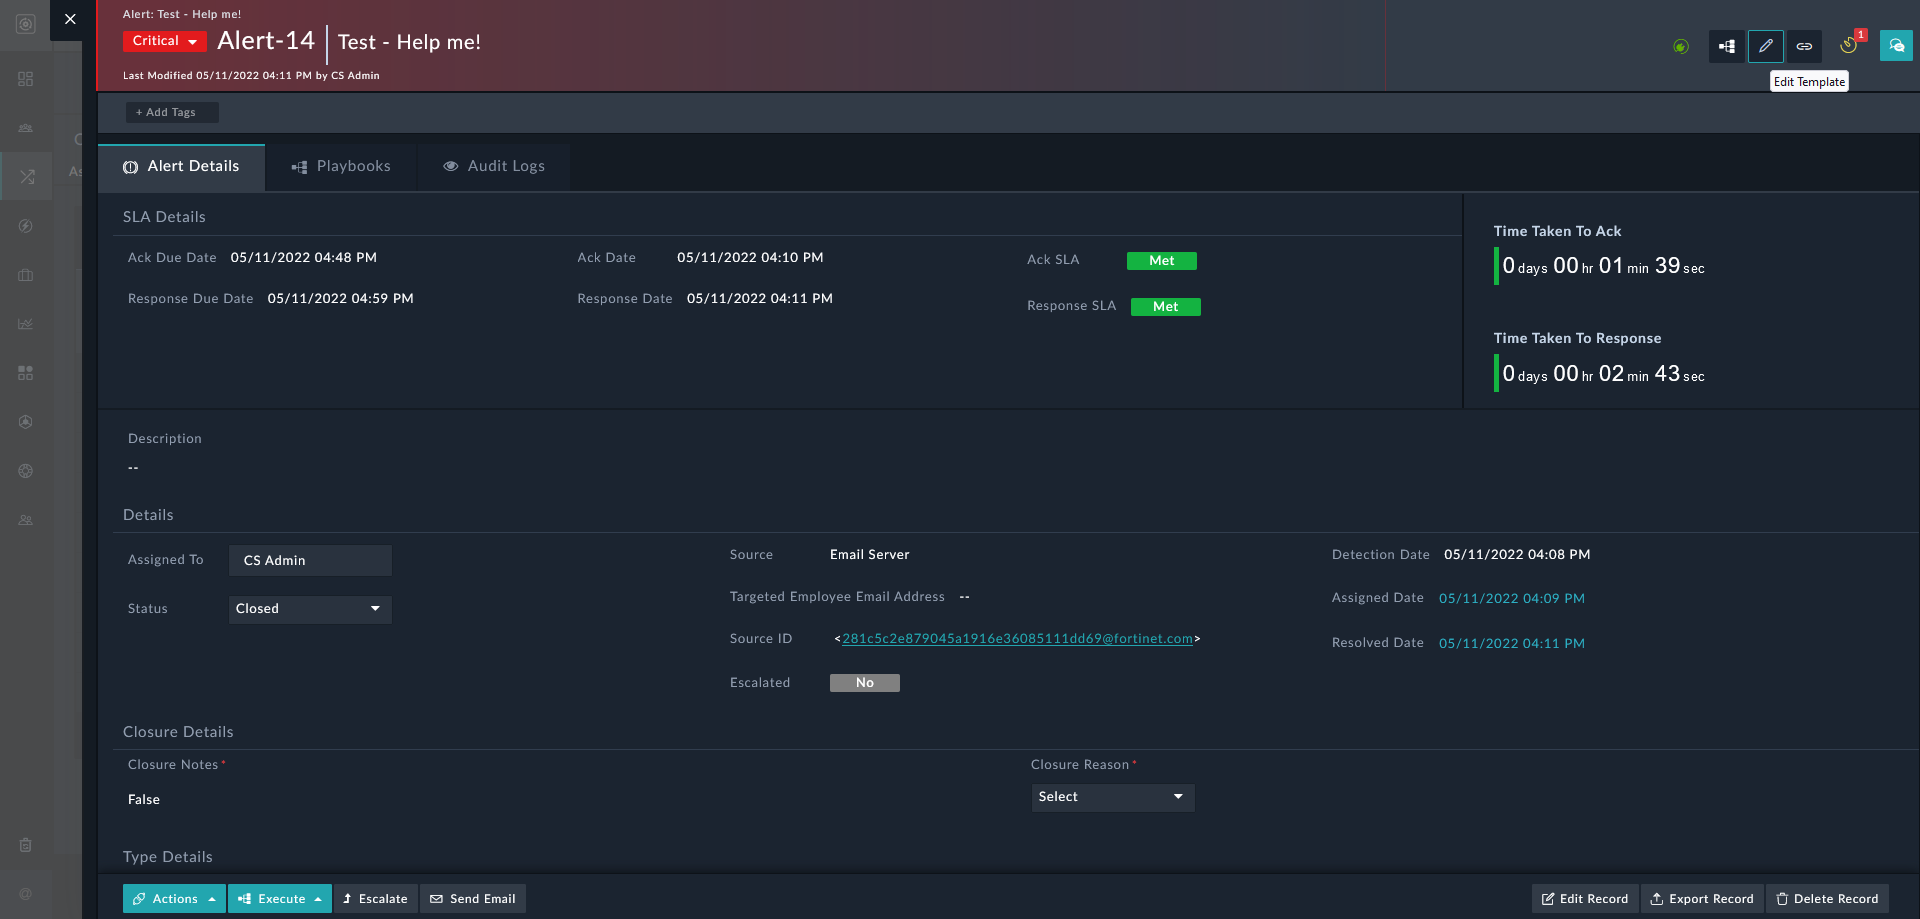 Alert: Test - Help me!
Critical
Alert-14
Test - Help me!
1
Last Modified 05/11/2022 04:11 PM by CS Admin
Edit Template
+ Add Tags
Alert Details
Playbooks
Audit Logs
SLA Details
Ack Due Date 05/11/2022 04:48 PM
Ack Date 05/11/2022 04:10 PM
Ack SLA Met
Response Due Date 05/11/2022 04:59 PM
Response Date 05/11/2022 04:11 PM
Response SLA Met
Time Taken To Ack
0 days 00 hr 01 min 39 sec
Time Taken To Response
0 days 00 hr 02 min 43 sec
Description
--
Details
Assigned To CS Admin
Status Closed
Source Email Server
Targeted Employee Email Address --
Source ID <281c5c2e879045a1916e36085111dd69@fortinet.com>
Escalated No
Detection Date 05/11/2022 04:08 PM
Assigned Date 05/11/2022 04:09 PM
Resolved Date 05/11/2022 04:11 PM
Closure Details
Closure Notes*
False
Closure Reason*
Select
Type Details
Actions
Execute
Escalate
Send Email
Edit Record
Export Record
Delete Record